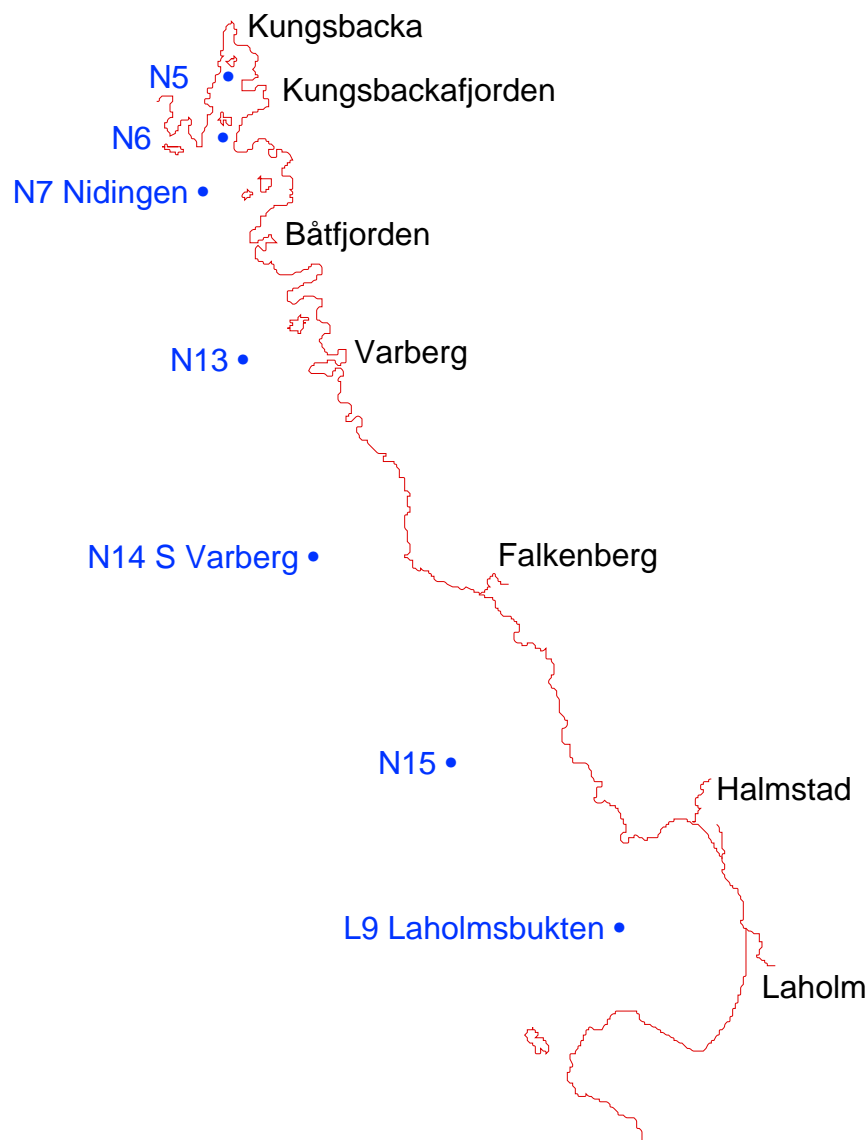 Kungsbacka
N5
Kungsbackafjorden
N6
N7 Nidingen
Båtfjorden
N13
Varberg
N14 S Varberg
Falkenberg
N15
Halmstad
L9 Laholmsbukten
Laholm